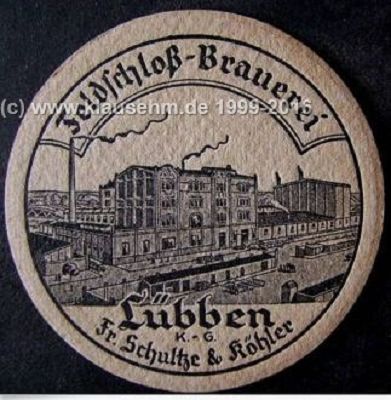 Feldschloß-Brauerei
(c) www.klausehm.de 1999-2016
Lübben
K.-G.
Fr. Schultze & Köhler